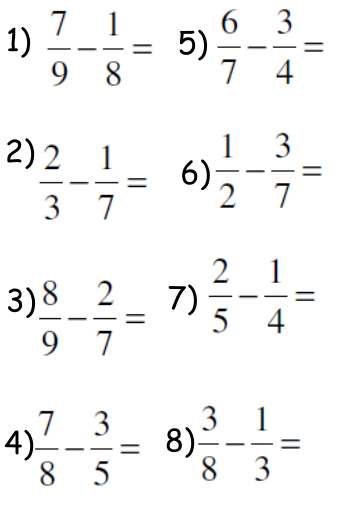 1) 7/9 − 1/8 =
5) 6/7 − 3/4 =
2) 2/3 − 1/7 =
6) 1/2 − 3/7 =
3) 8/9 − 2/7 =
7) 2/5 − 1/4 =
4) 7/8 − 3/5 =
8) 3/8 − 1/3 =